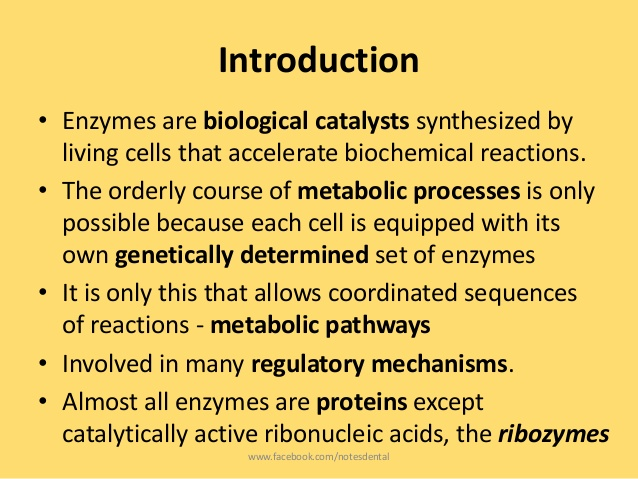 Introduction
• Enzymes are biological catalysts synthesized by
living cells that accelerate biochemical reactions.
• The orderly course of metabolic processes is only
possible because each cell is equipped with its
own genetically determined set of enzymes
• It is only this that allows coordinated sequences
of reactions - metabolic pathways
• Involved in many regulatory mechanisms.
• Almost all enzymes are proteins except
catalytically active ribonucleic acids, the ribozymes
www.facebook.com/notesdental